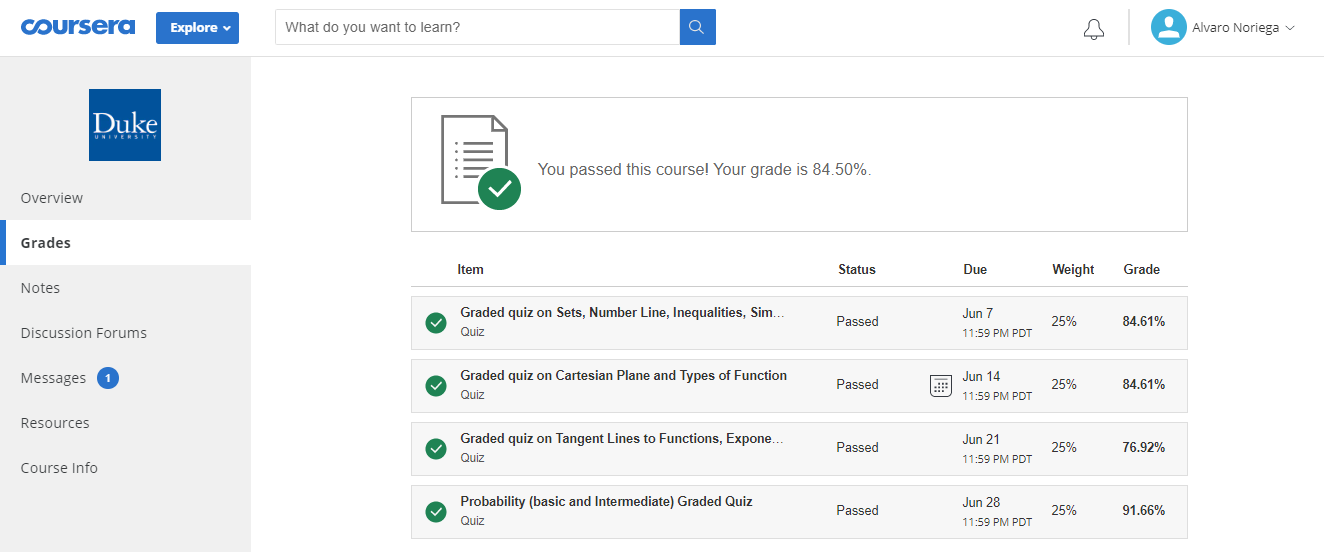 coursera
Explore
What do you want to learn?
Alvaro Noriega
Duke
UNIVERSITY
Overview
Grades
Notes
Discussion Forums
Messages 1
Resources
Course Info
You passed this course! Your grade is 84.50%.
Item Status Due Weight Grade
Graded quiz on Sets, Number Line, Inequalities, Sim...
Quiz
Passed
Jun 7
11:59 PM PDT
25%
84.61%
Graded quiz on Cartesian Plane and Types of Function
Quiz
Passed
Jun 14
11:59 PM PDT
25%
84.61%
Graded quiz on Tangent Lines to Functions, Expone...
Quiz
Passed
Jun 21
11:59 PM PDT
25%
76.92%
Probability (basic and Intermediate) Graded Quiz
Quiz
Passed
Jun 28
11:59 PM PDT
25%
91.66%